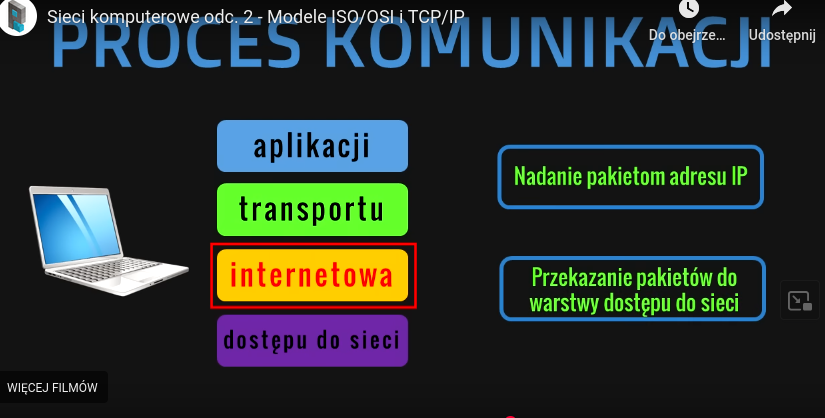 Sieci komputerowe odc. 2 - Modele ISO/OSI i TCP/IP
Do obejrze...
Udostępnij
PROCES KOMUNIKACJI
aplikacji
transportu
internetowa
dostępu do sieci
Nadanie pakietom adresu IP
Przekazanie pakietów do
warstwy dostępu do sieci
WIĘCEJ FILMÓW